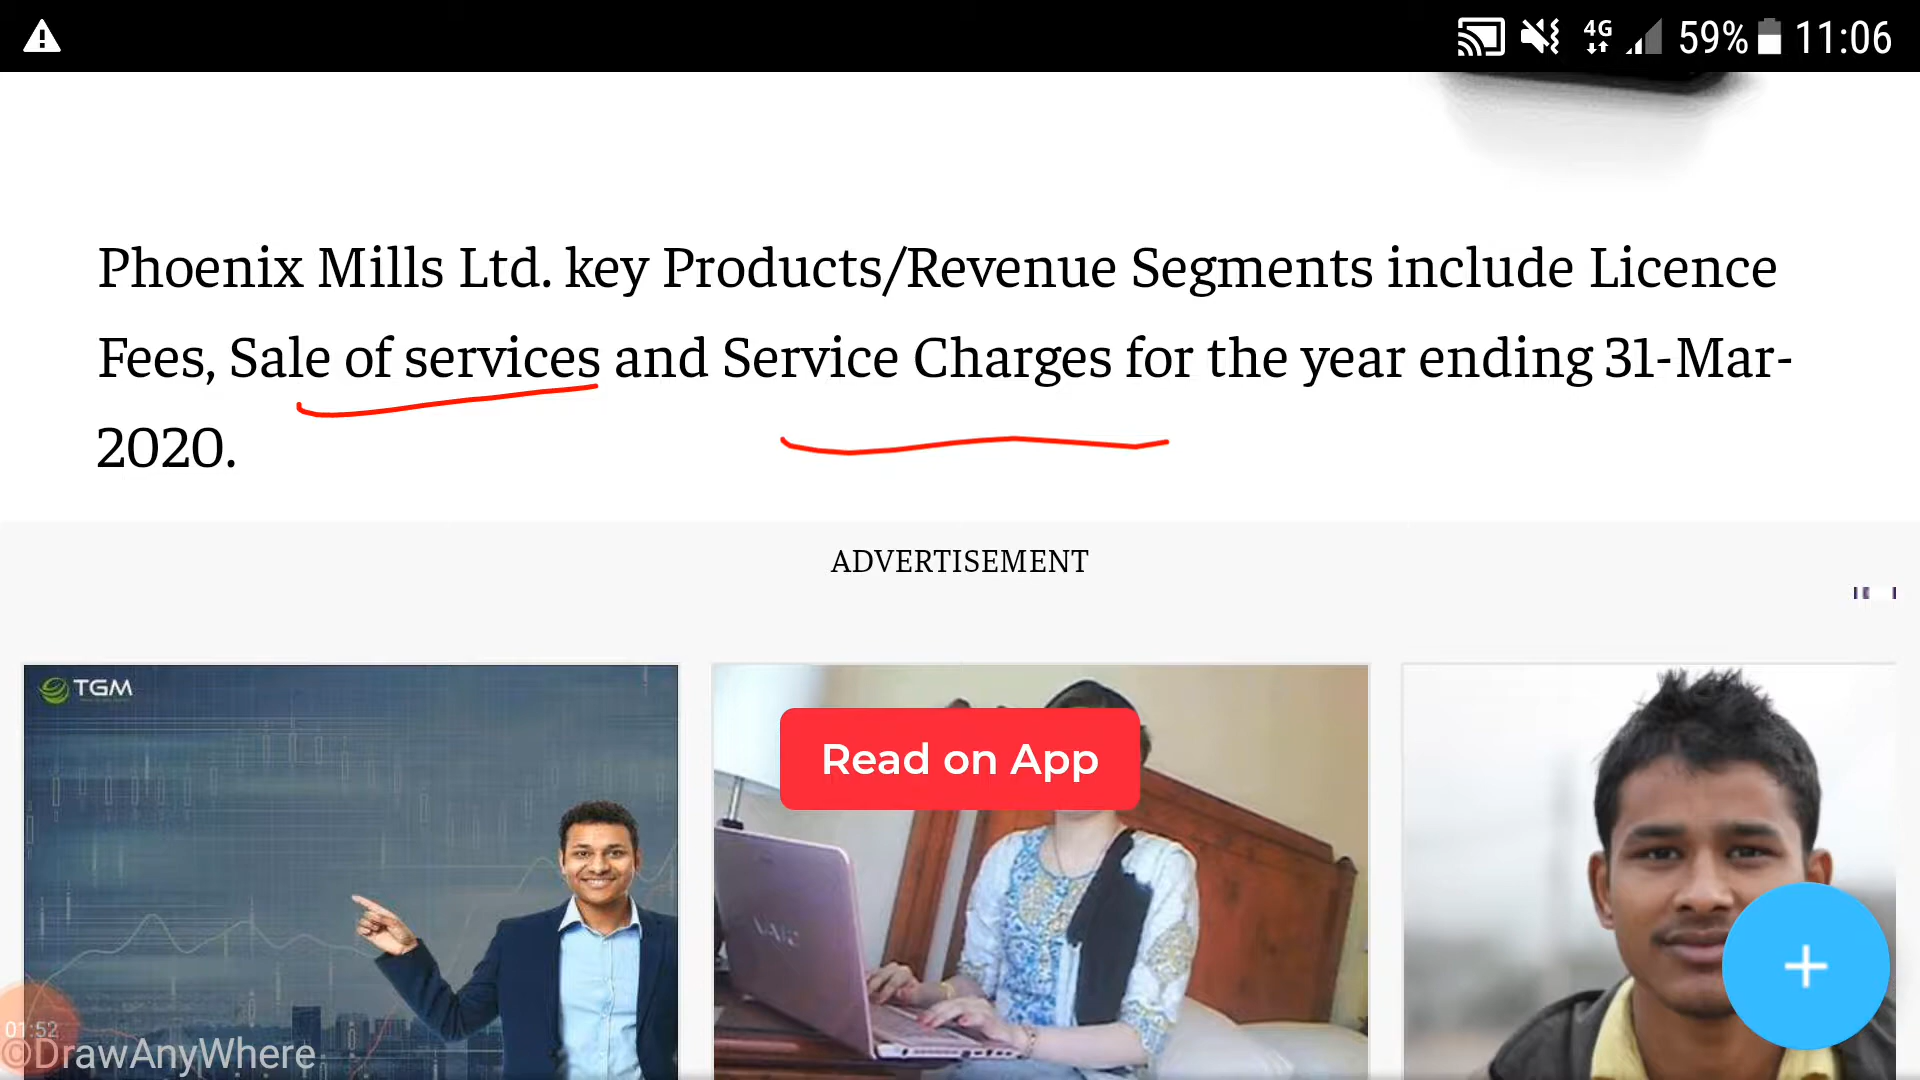 4G 59% 11:06
Phoenix Mills Ltd. key Products/Revenue Segments include Licence
Fees, Sale of services and Service Charges for the year ending 31-Mar-
2020.
ADVERTISEMENT
TGM
Read on App
01:52
©DrawAnyWhere